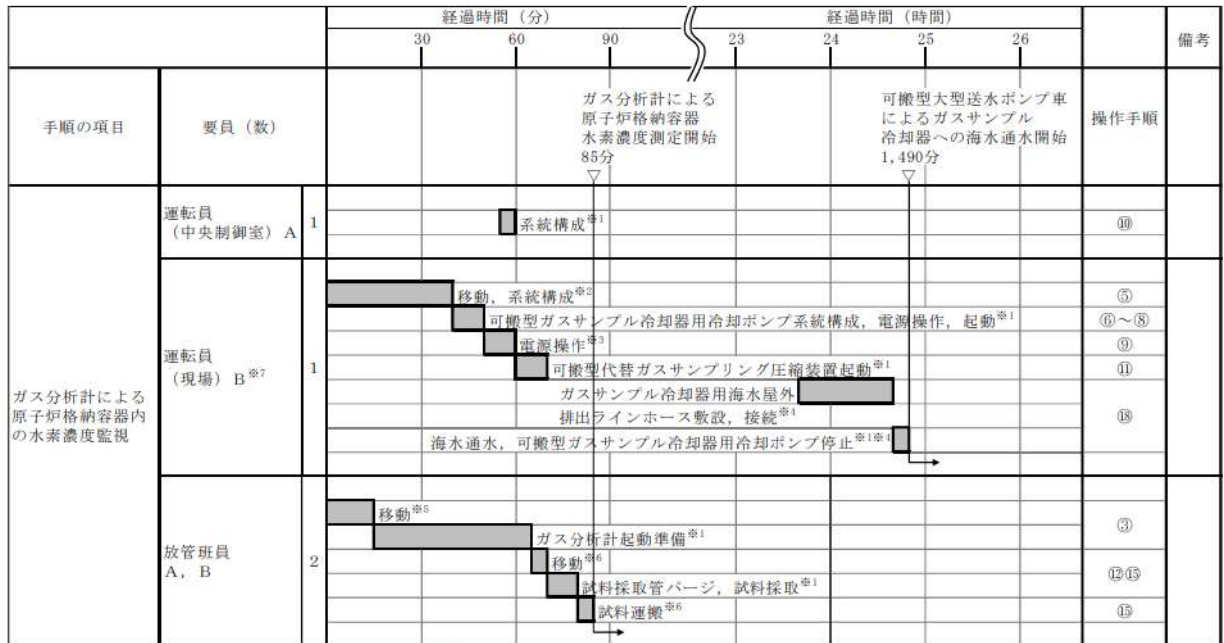 経過時間（分）
経過時間（時間）
30
60
90
23
24
25
26
備考
手順の項目
要員（数）
操作手順
ガス分析計による
原子炉格納容器
水素濃度測定開始
85分
▽
可搬型大型送水ポンプ車
によるガスサンプル
冷却器への海水通水開始
1,490分
▽
ガス分析計による
原子炉格納容器内
の水素濃度監視
運転員
（中央制御室）A
1
系統構成※1
⑩
運転員
（現場）B※7
1
移動，系統構成※2
⑤
可搬型ガスサンプル冷却器用冷却ポンプ系統構成，電源操作，起動※1
⑥～⑧
電源操作※3
⑨
可搬型代替ガスサンプリング圧縮装置起動※1
⑪
ガスサンプル冷却器用海水屋外
排出ラインホース敷設，接続※4
⑱
海水通水，可搬型ガスサンプル冷却器用冷却ポンプ停止※1※4
放管班員
A，B
2
移動※5
③
ガス分析計起動準備※1
移動※6
⑫⑮
試料採取管パージ，試料採取※1
試料運搬※6
⑮